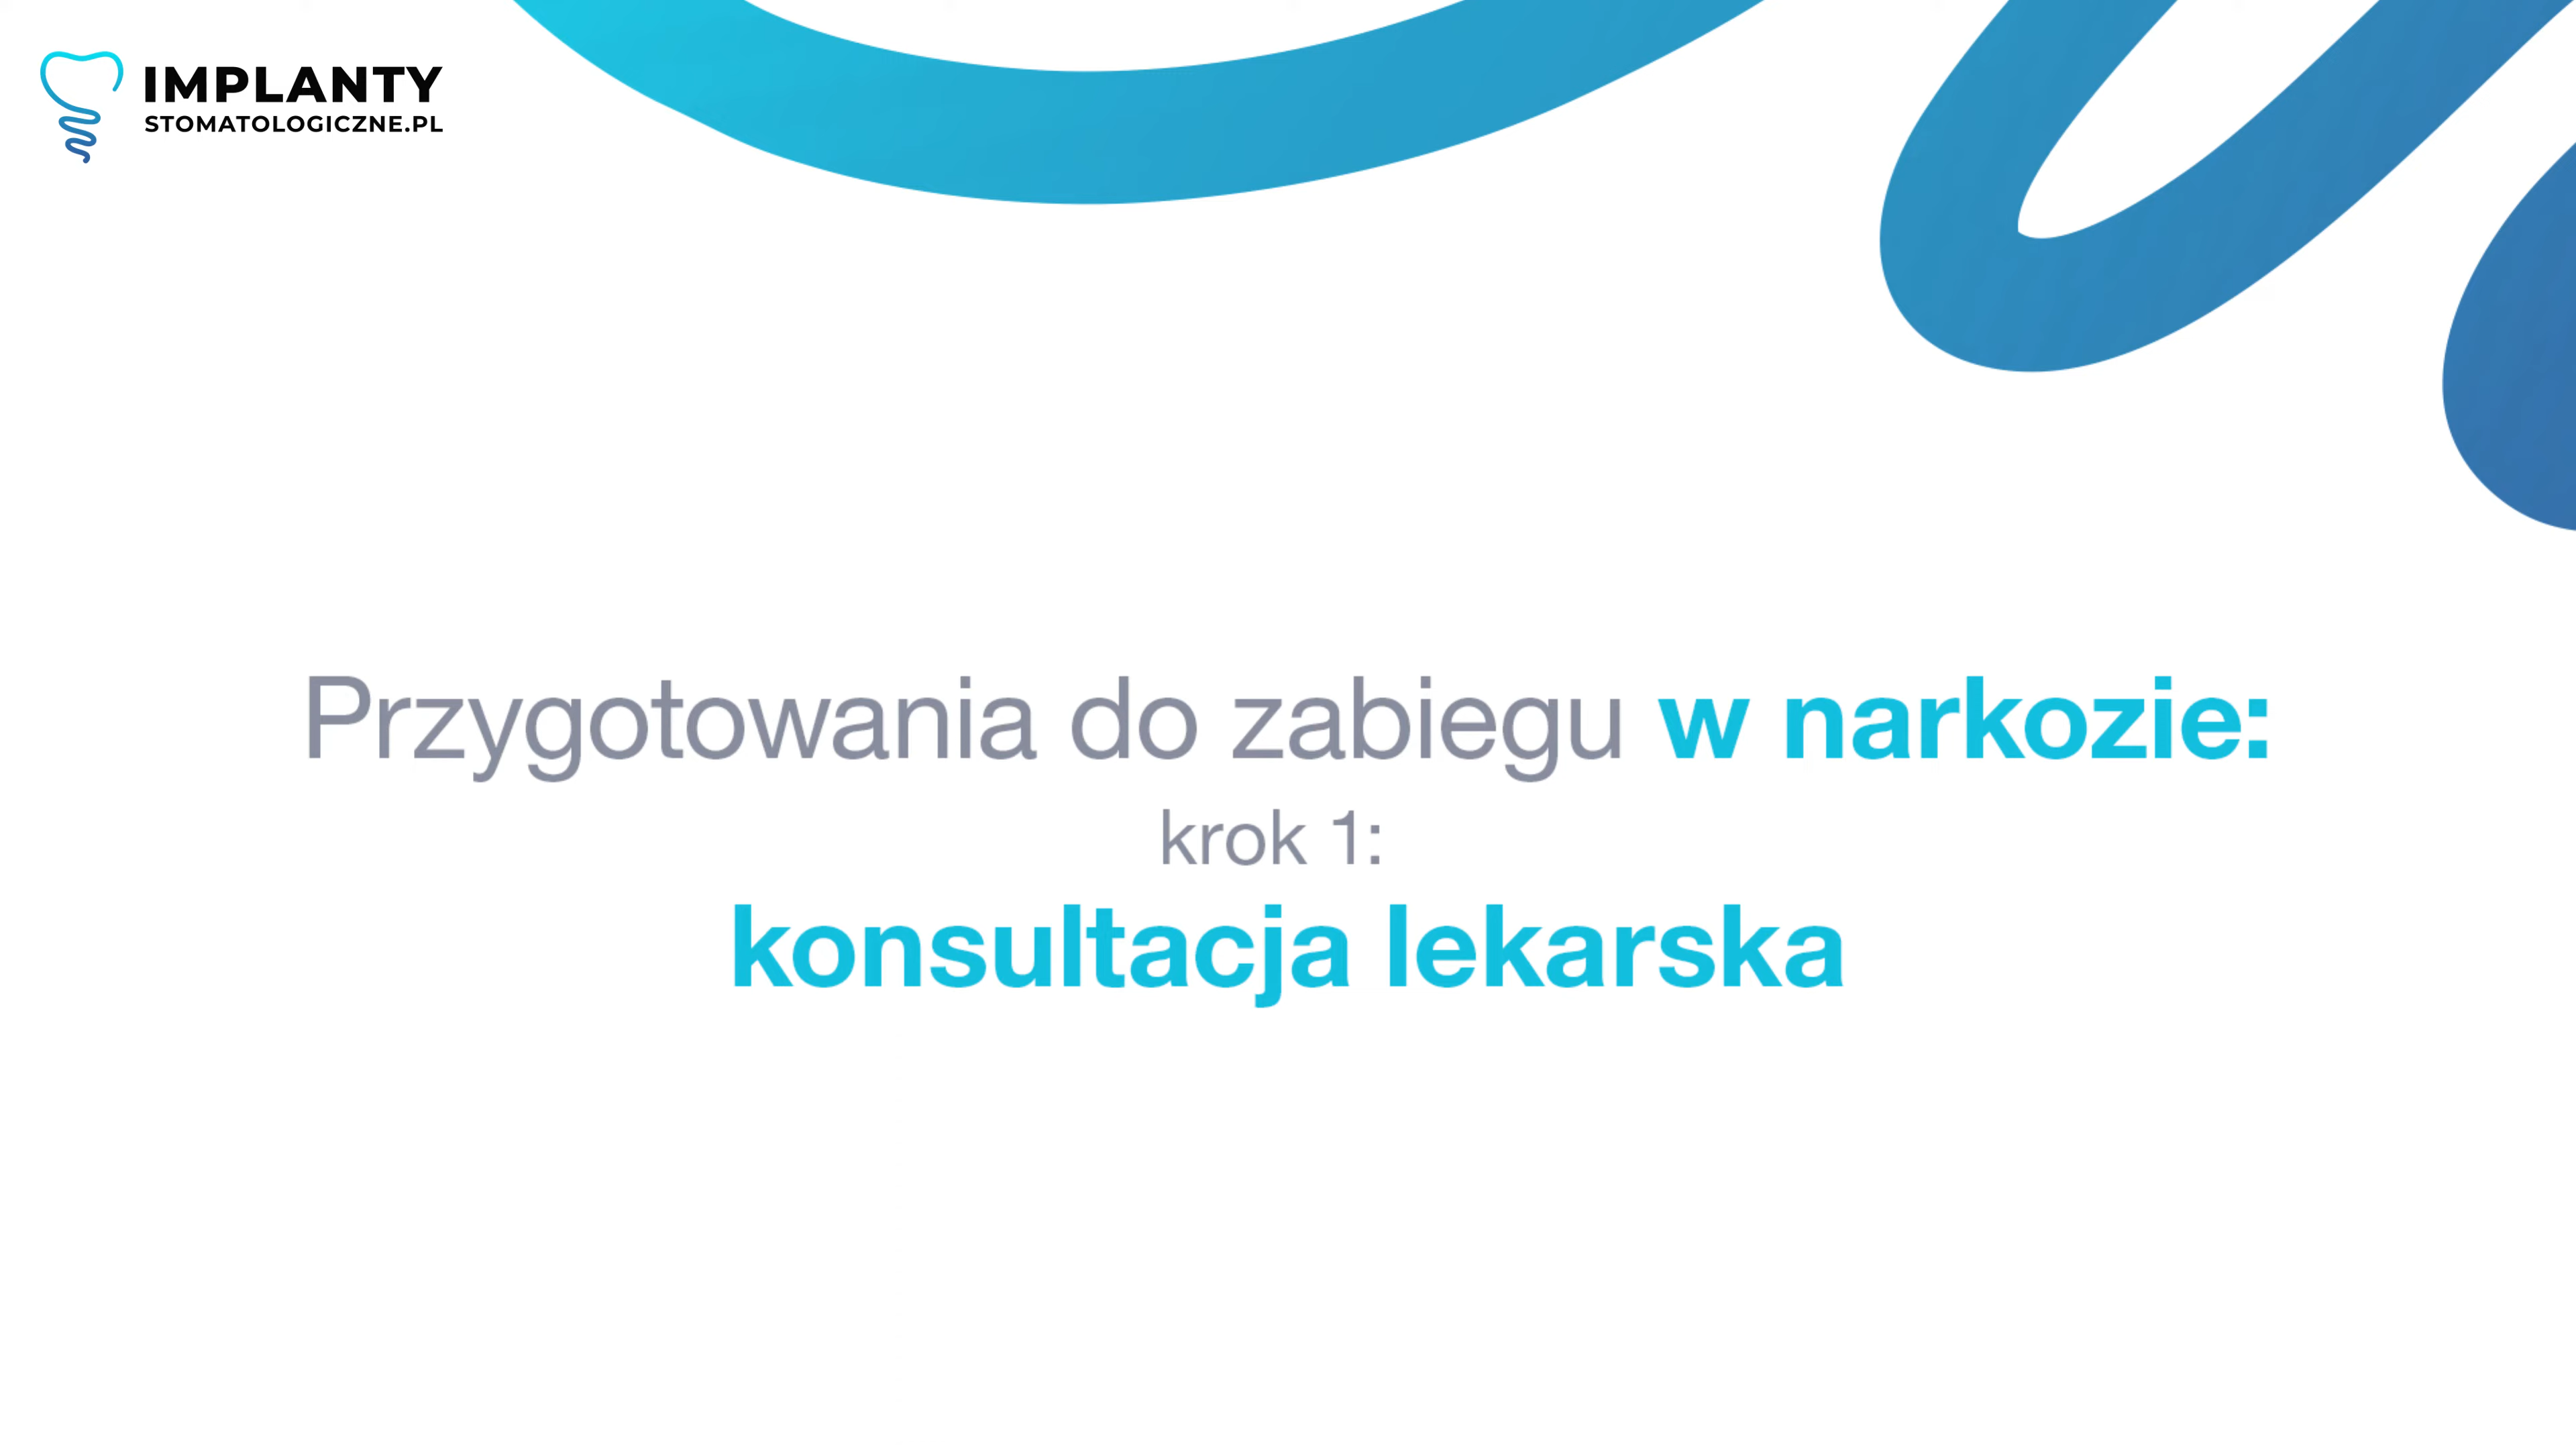 IMPLANTY
STOMATOLOGICZNE.PL
Przygotowania do zabiegu w narkozie:
krok 1:
konsultacja lekarska